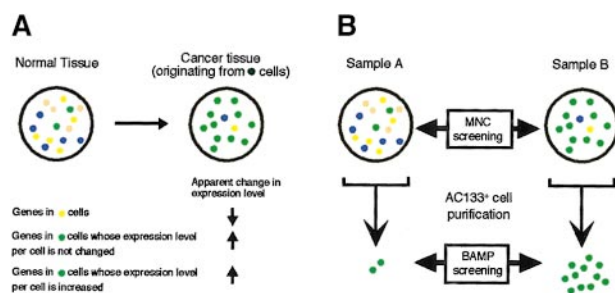 A
Normal Tissue
Cancer tissue
(originating from cells)
Apparent change in
expression level
Genes in cells
Genes in cells whose expression level
per cell is not changed
Genes in cells whose expression level
per cell is increased
B
Sample A
Sample B
MNC
screening
AC133+ cell
purification
BAMP
screening